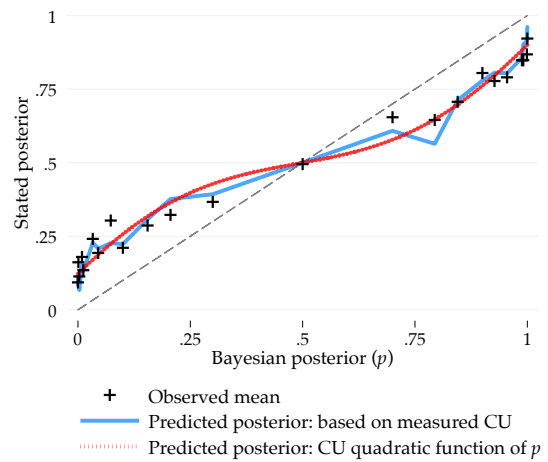 1
.75
.5
.25
0
Stated posterior
0 .25 .5 .75 1
Bayesian posterior (p)
Observed mean
Predicted posterior: based on measured CU
Predicted posterior: CU quadratic function of p